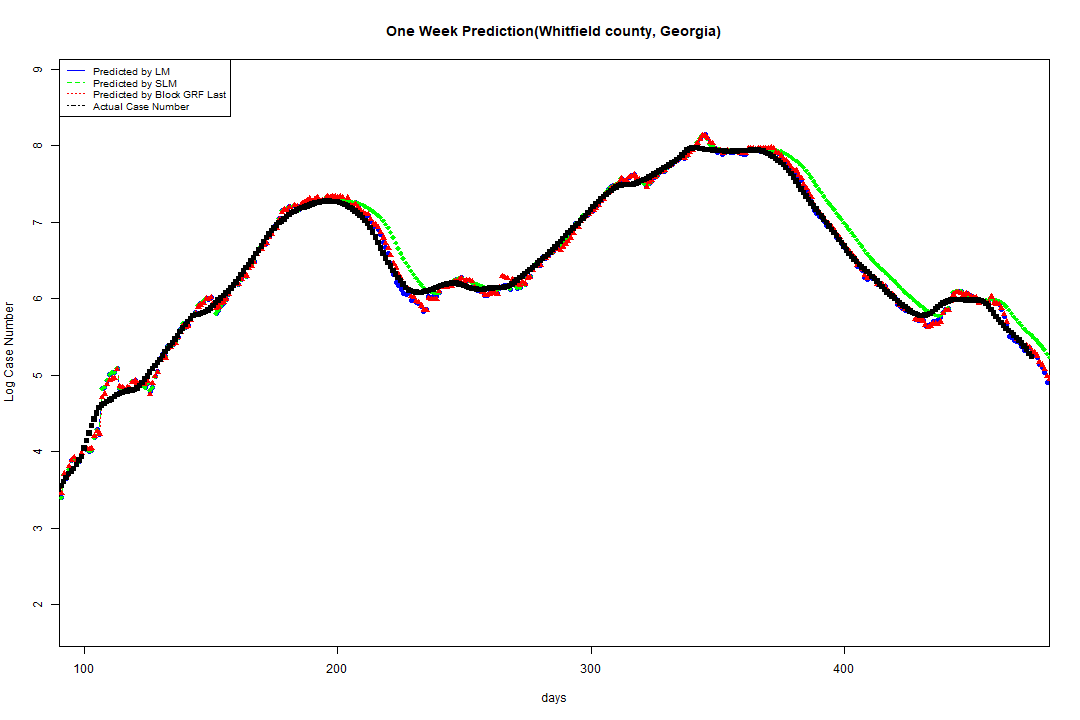 One Week Prediction(Whitfield county, Georgia)
9
Predicted by LM
Predicted by SLM
Predicted by Block GRF Last
Actual Case Number
8
7
6
5
4
3
2
Log Case Number
100 200 300 400
days